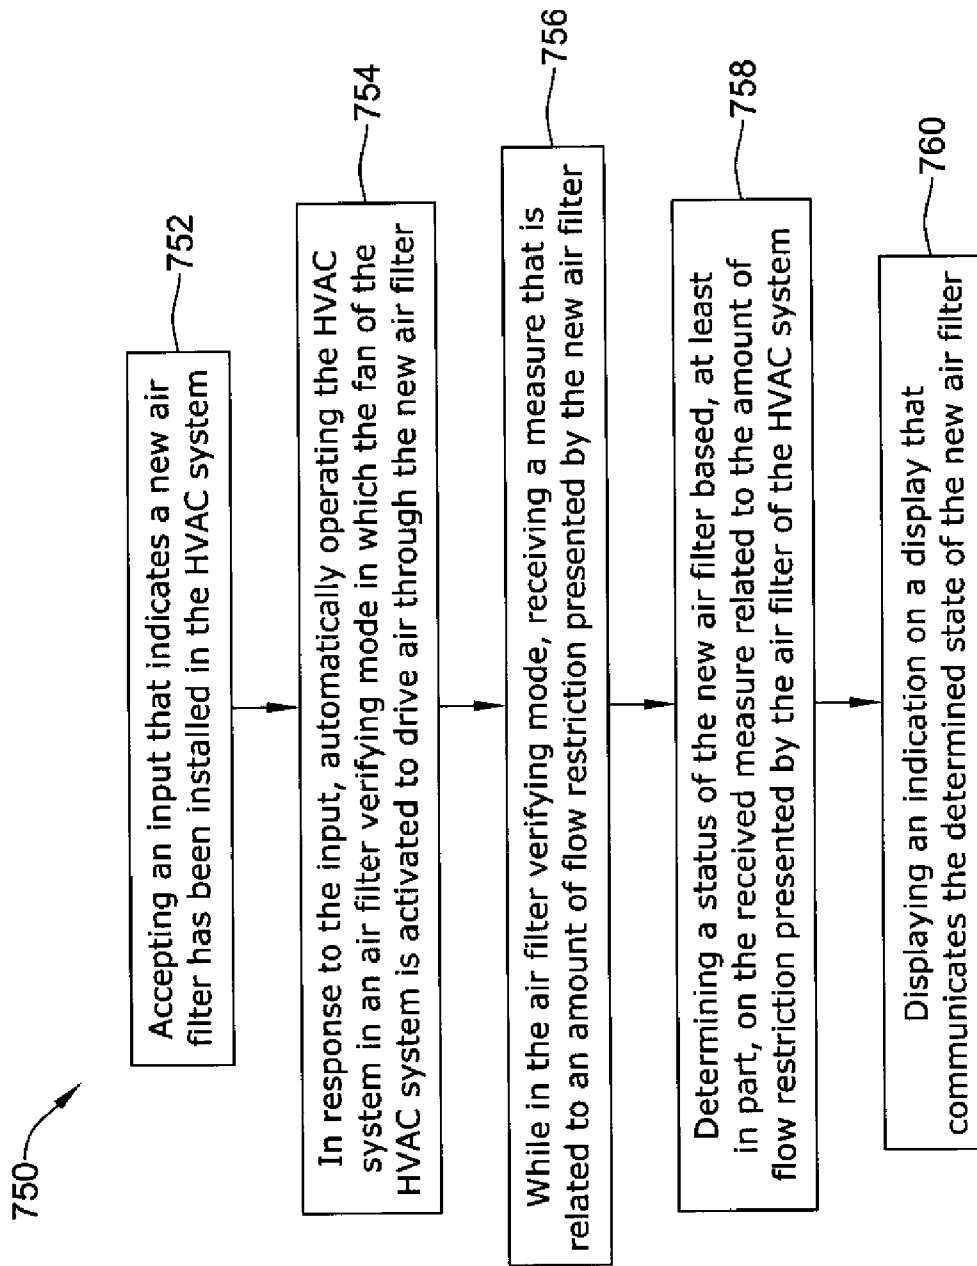 750
752
Accepting an input that indicates a new air
filter has been installed in the HVAC system
754
In response to the input, automatically operating the HVAC
system in an air filter verifying mode in which the fan of the
HVAC system is activated to drive air through the new air filter
756
While in the air filter verifying mode, receiving a measure that is
related to an amount of flow restriction presented by the new air filter
758
Determining a status of the new air filter based, at least
in part, on the received measure related to the amount of
flow restriction presented by the air filter of the HVAC system
760
Displaying an indication on a display that
communicates the determined state of the new air filter